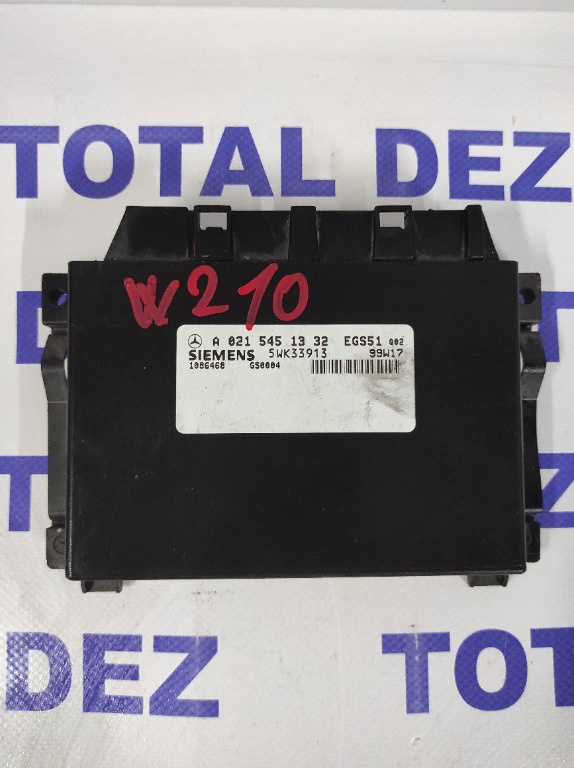 TOTAL DEZ
W210
A 021 545 13 32 EGS51 002
SIEMENS 5WK33913 99W17
1086468 GS0004
DEZ
TOTAL